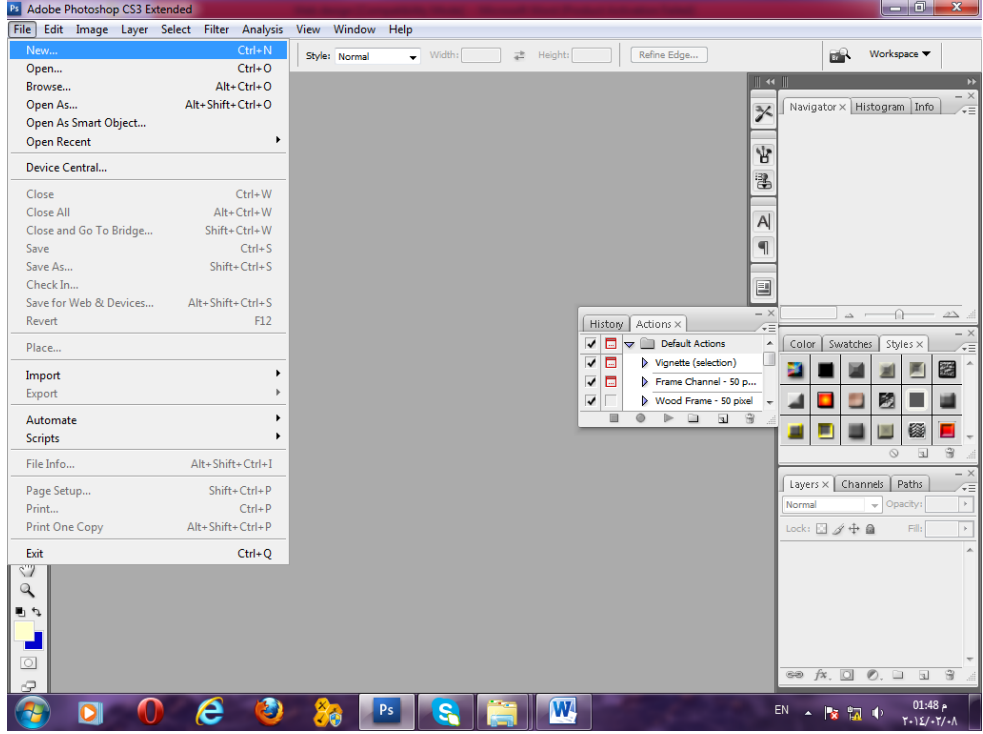 Ps Adobe Photoshop CS3 Extended
File Edit Image Layer Select Filter Analysis View Window Help
New... Ctrl+N
Open... Ctrl+O
Browse... Alt+Ctrl+O
Open As... Alt+Shift+Ctrl+O
Open As Smart Object...
Open Recent
Device Central...
Close Ctrl+W
Close All Alt+Ctrl+W
Close and Go To Bridge... Shift+Ctrl+W
Save Ctrl+S
Save As... Shift+Ctrl+S
Check In...
Save for Web & Devices... Alt+Shift+Ctrl+S
Revert F12
Place...
Import
Export
Automate
Scripts
File Info... Alt+Shift+Ctrl+I
Page Setup... Shift+Ctrl+P
Print... Ctrl+P
Print One Copy Alt+Shift+Ctrl+P
Exit Ctrl+Q
Style: Normal Width: Height: Refine Edge... Br Workspace
Navigator Histogram Info
A
History Actions
Default Actions
Vignette (selection)
Frame Channel - 50 p...
Wood Frame - 50 pixel
Color Swatches Styles
Layers Channels Paths
Normal Opacity:
Lock: Fill:
fx.
Ps S W EN 01:48 م
٢٠١٤/٠٢/٠٨